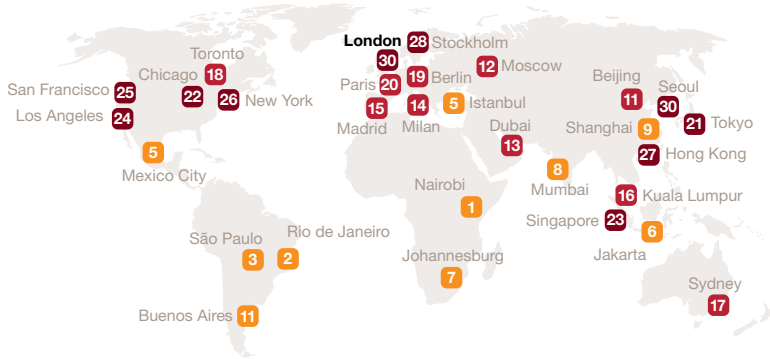 London
28 Stockholm
30
Toronto
18
Chicago
22
San Francisco 25
Los Angeles 24
26 New York
Paris 20
19 Berlin
12 Moscow
15
Madrid
14
Milan
5 Istanbul
Beijing
11
Seoul
30
21 Tokyo
Shanghai 9
27 Hong Kong
Dubai
13
5
Mexico City
8
Mumbai
Nairobi
1
16 Kuala Lumpur
Singapore 23
6
Jakarta
Rio de Janeiro
2
São Paulo
3
Johannesburg
7
Buenos Aires 11
Sydney
17